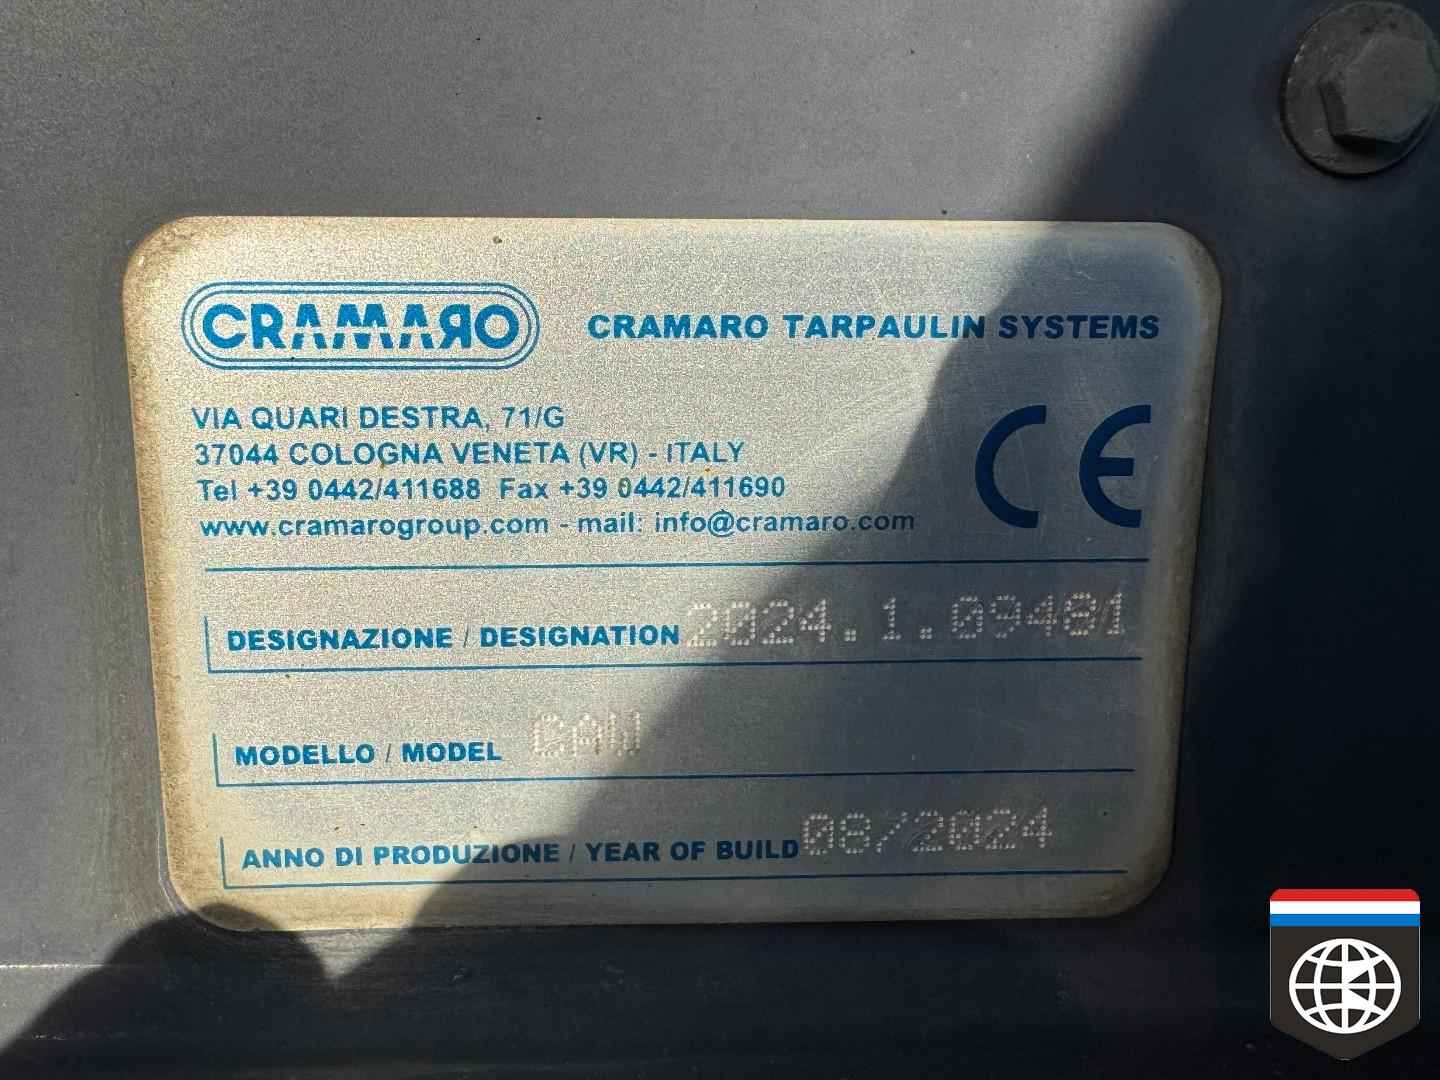 CRAMARO
CRAMARO TARPAULIN SYSTEMS
VIA QUARI DESTRA, 71/G
37044 COLOGNA VENETA (VR) - ITALY
Tel +39 0442/411688 Fax +39 0442/411690
www.cramarogroup.com - mail: info@cramaro.com
CE
DESIGNAZIONE / DESIGNATION 2024.1.09481
MODELLO / MODEL CAW
ANNO DI PRODUZIONE / YEAR OF BUILD 08/2024